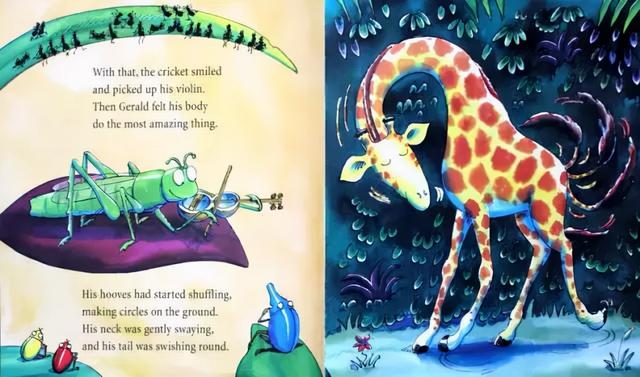 With that, the cricket smiled
and picked up his violin.
Then Gerald felt his body
do the most amazing thing.
His hooves had started shuffling,
making circles on the ground.
His neck was gently swaying,
and his tail was swishing round.